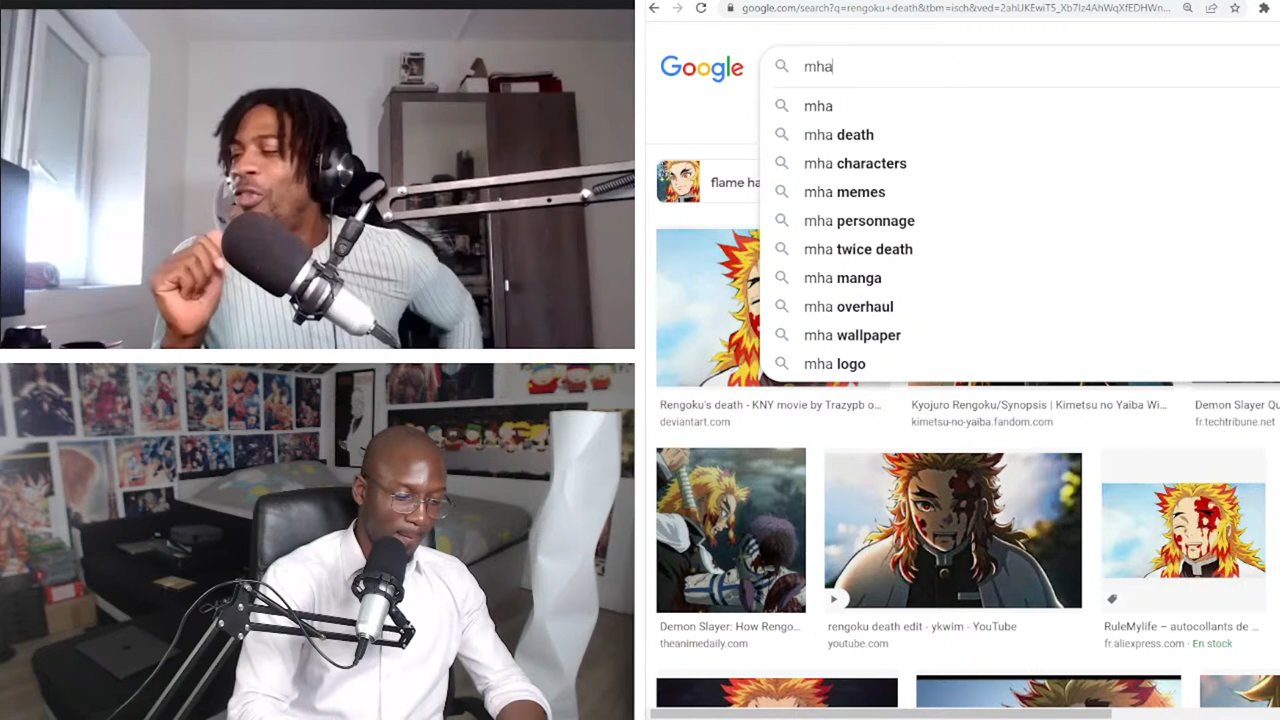 google.com/search?q=rengoku+death&tbm=isch&ved=2ahUKEwiT5_Xb7Iz4AhWqXfEDHWn...
Google
mha
mha
mha death
mha characters
mha memes
mha personnage
mha twice death
mha manga
mha overhaul
mha wallpaper
mha logo
flame ha
Rengoku's death - KNY movie by Trazypb o...
deviantart.com
Kyojuro Rengoku/Synopsis | Kimetsu no Yaiba Wi...
kimetsu-no-yaiba.fandom.com
Demon Slayer Qu
fr.techtribune.net
Demon Slayer: How Rengo...
theanimedaily.com
rengoku death edit - ykwim - YouTube
youtube.com
RuleMylife – autocollants de ...
fr.aliexpress.com · En stock